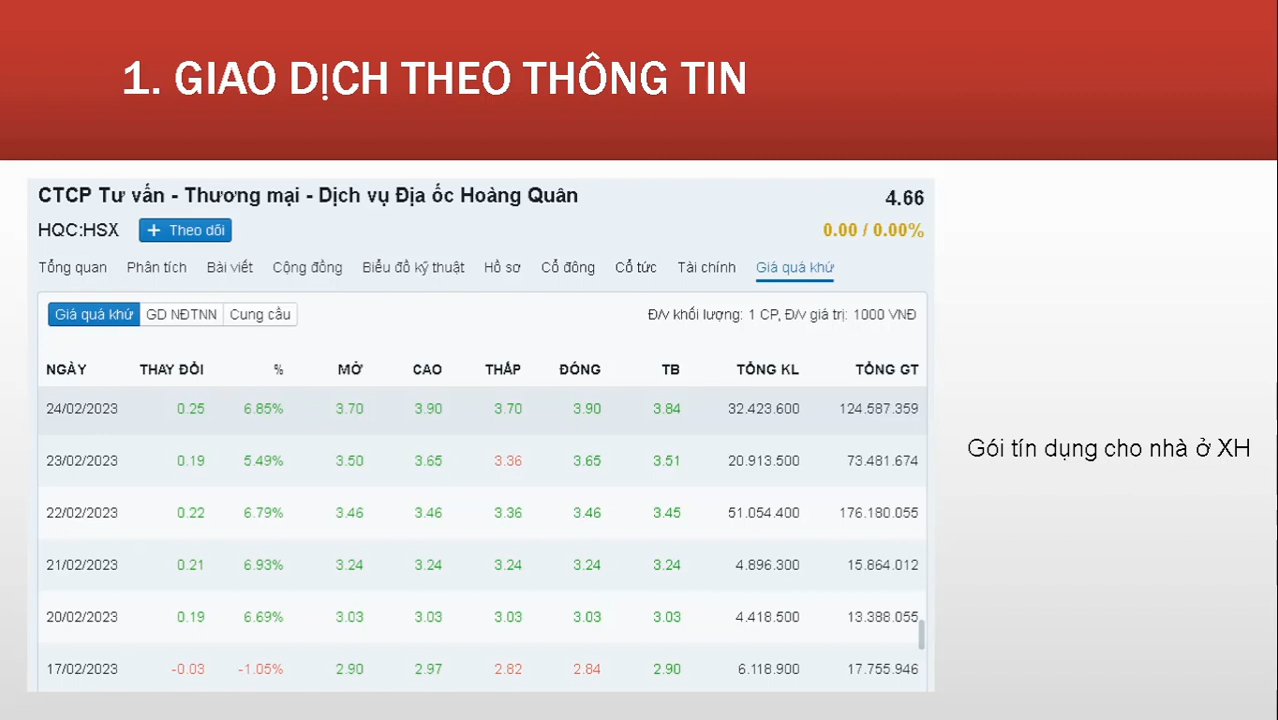 1. GIAO DỊCH THEO THÔNG TIN
CTCP Tư vấn - Thương mại - Dịch vụ Địa ốc Hoàng Quân 4.66
HQC:HSX + Theo dõi 0.00 / 0.00%
Tổng quan Phân tích Bài viết Cộng đồng Biểu đồ kỹ thuật Hồ sơ Cổ đông Cổ tức Tài chính Giá quá khứ
Giá quá khứ GD NĐTNN Cung cầu Đ/v khối lượng: 1 CP, Đ/v giá trị: 1000 VNĐ
NGÀY THAY ĐỔI % MỞ CAO THẤP ĐÓNG TB TỔNG KL TỔNG GT
24/02/2023 0.25 6.85% 3.70 3.90 3.70 3.90 3.84 32.423.600 124.587.359
23/02/2023 0.19 5.49% 3.50 3.65 3.36 3.65 3.51 20.913.500 73.481.674
Gói tín dụng cho nhà ở XH
22/02/2023 0.22 6.79% 3.46 3.46 3.36 3.46 3.45 51.054.400 176.180.055
21/02/2023 0.21 6.93% 3.24 3.24 3.24 3.24 3.24 4.896.300 15.864.012
20/02/2023 0.19 6.69% 3.03 3.03 3.03 3.03 3.03 4.418.500 13.388.055
17/02/2023 -0.03 -1.05% 2.90 2.97 2.82 2.84 2.90 6.118.900 17.755.946